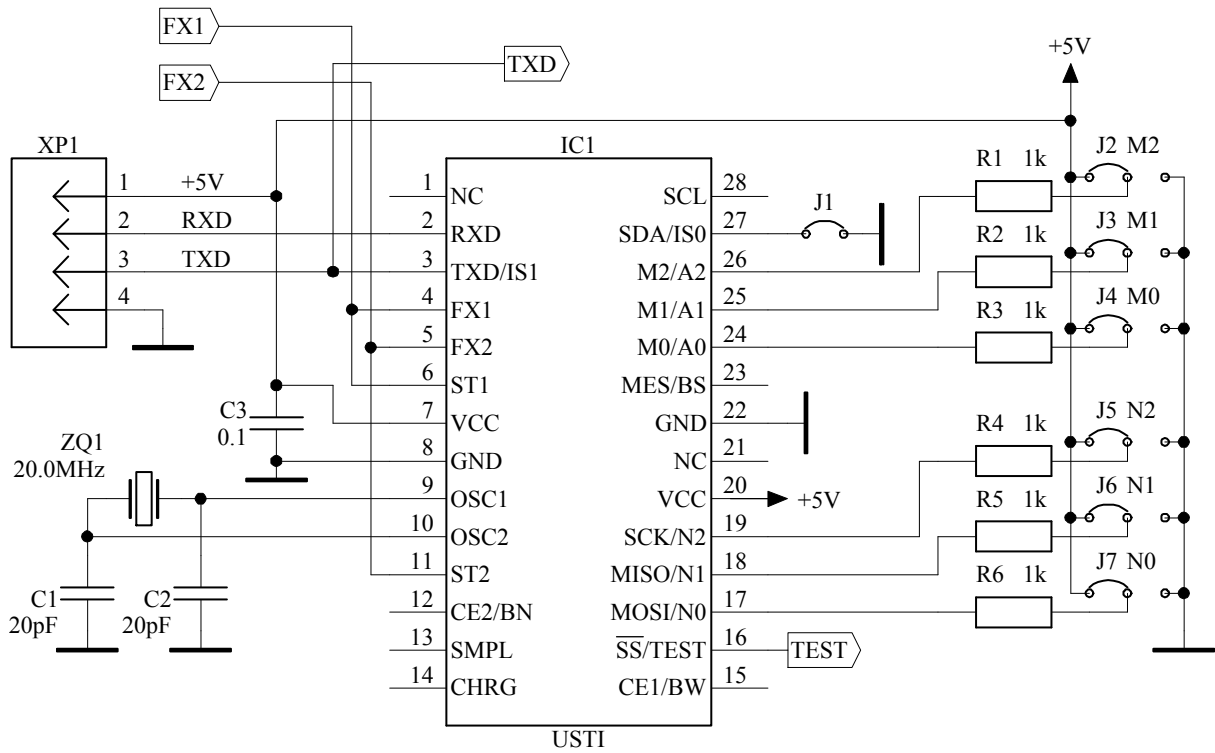 FX1
FX2
TXD
+5V
XP1
1
+5V
2
RXD
3
TXD
4
IC1
1
NC
2
RXD
3
TXD/IS1
4
FX1
5
FX2
6
ST1
7
VCC
8
GND
9
OSC1
10
OSC2
11
ST2
12
CE2/BN
13
SMPL
14
CHRG
SCL
28
SDA/IS0
27
M2/A2
26
M1/A1
25
M0/A0
24
MES/BS
23
GND
22
NC
21
VCC
20
+5V
SCK/N2
19
MISO/N1
18
MOSI/N0
17
SS/TEST
16
TEST
CE1/BW
15
USTI
C3
0.1
ZQ1
20.0MHz
C1
20pF
C2
20pF
J1
R1 1k
J2 M2
R2 1k
J3 M1
R3 1k
J4 M0
R4 1k
J5 N2
R5 1k
J6 N1
R6 1k
J7 N0